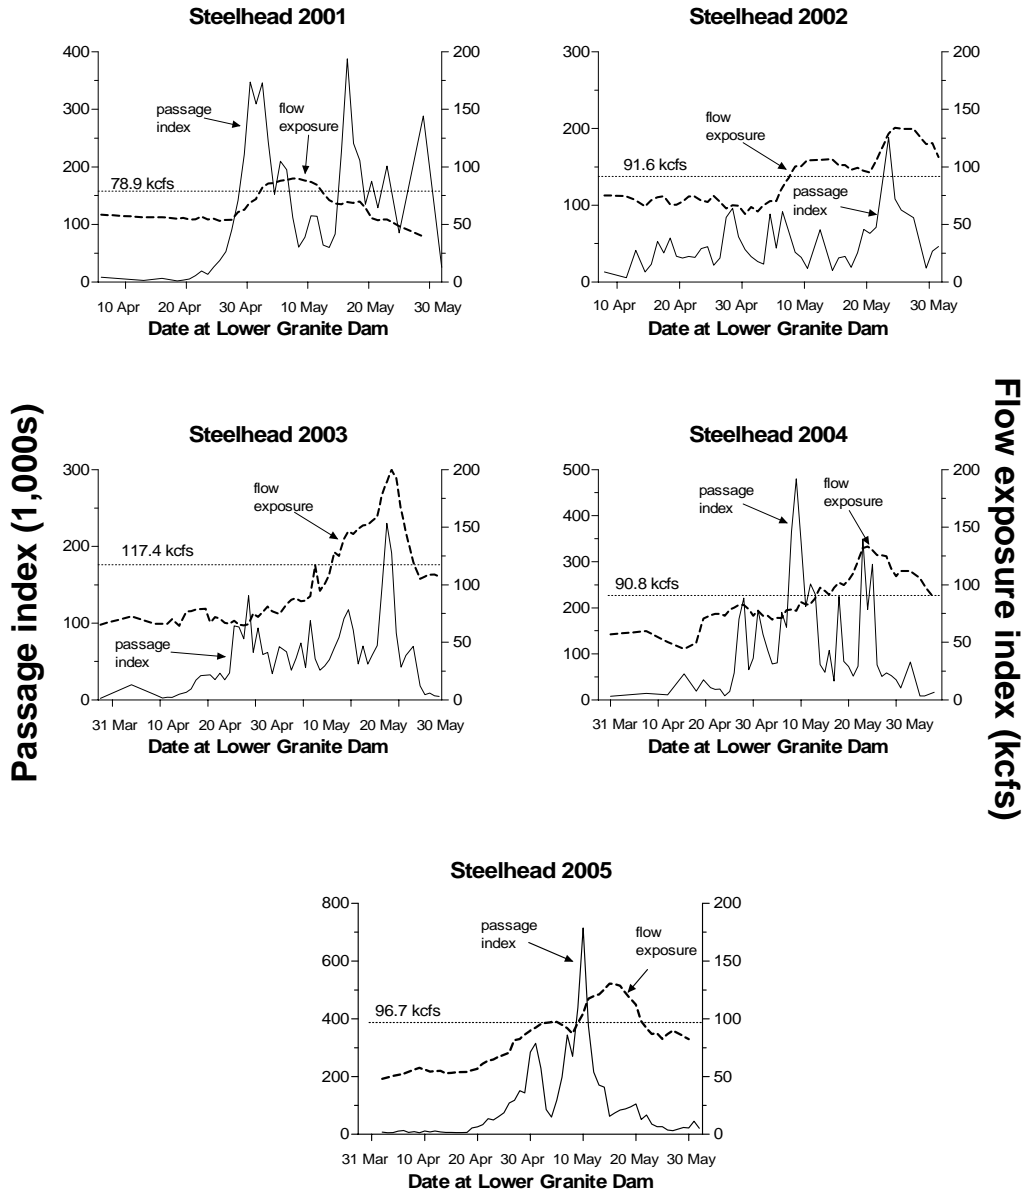 Steelhead 2001
400
300
200
100
0
200
150
100
50
0
passage
index
flow
exposure
78.9 kcfs
10 Apr 20 Apr 30 Apr 10 May 20 May 30 May
Date at Lower Granite Dam
Steelhead 2002
300
200
100
0
200
150
100
50
0
flow
exposure
91.6 kcfs
passage
index
10 Apr 20 Apr 30 Apr 10 May 20 May 30 May
Date at Lower Granite Dam
Passage index (1,000s)
Flow exposure index (kcfs)
Steelhead 2003
300
200
100
0
200
150
100
50
0
flow
exposure
117.4 kcfs
passage
index
31 Mar 10 Apr 20 Apr 30 Apr 10 May 20 May 30 May
Date at Lower Granite Dam
Steelhead 2004
500
400
300
200
100
0
200
150
100
50
0
passage
index
flow
exposure
90.8 kcfs
31 Mar 10 Apr 20 Apr 30 Apr 10 May 20 May 30 May
Date at Lower Granite Dam
Steelhead 2005
800
600
400
200
0
200
150
100
50
0
passage
index
flow
exposure
96.7 kcfs
31 Mar 10 Apr 20 Apr 30 Apr 10 May 20 May 30 May
Date at Lower Granite Dam